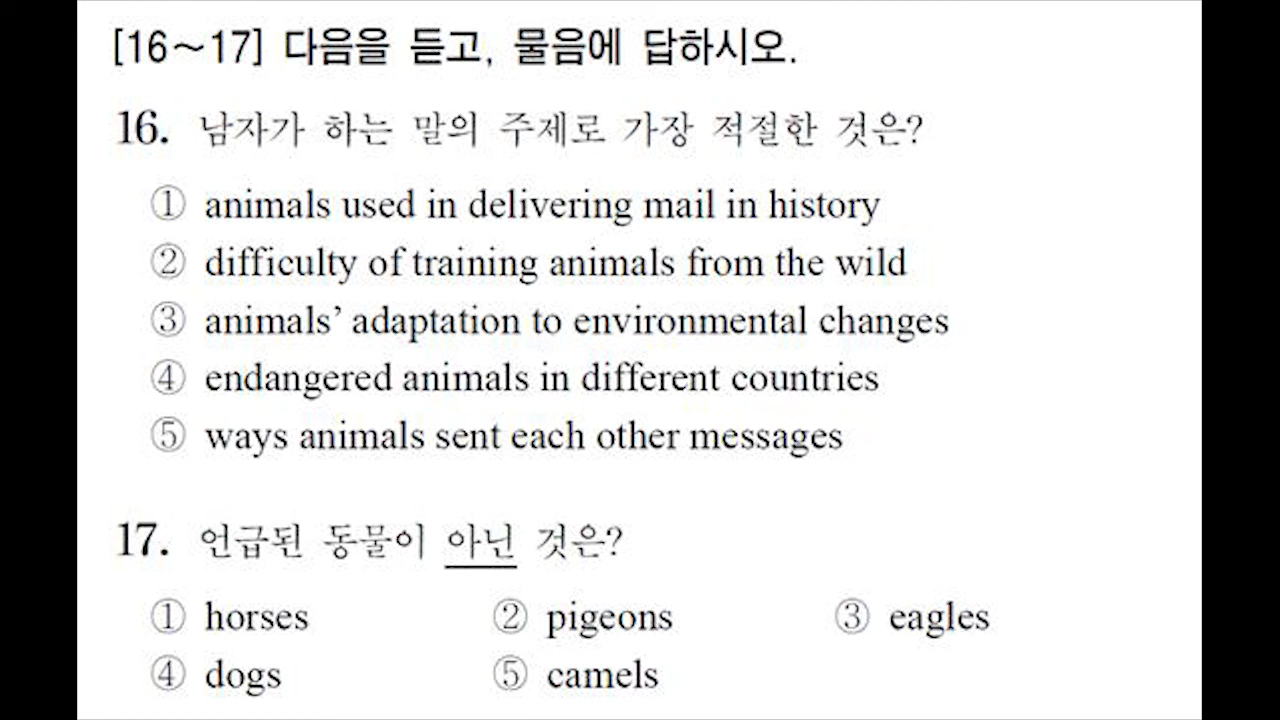 [16～17] 다음을 듣고, 물음에 답하시오.
16. 남자가 하는 말의 주제로 가장 적절한 것은?
① animals used in delivering mail in history
② difficulty of training animals from the wild
③ animals’ adaptation to environmental changes
④ endangered animals in different countries
⑤ ways animals sent each other messages
17. 언급된 동물이 아닌 것은?
① horses ② pigeons ③ eagles
④ dogs ⑤ camels